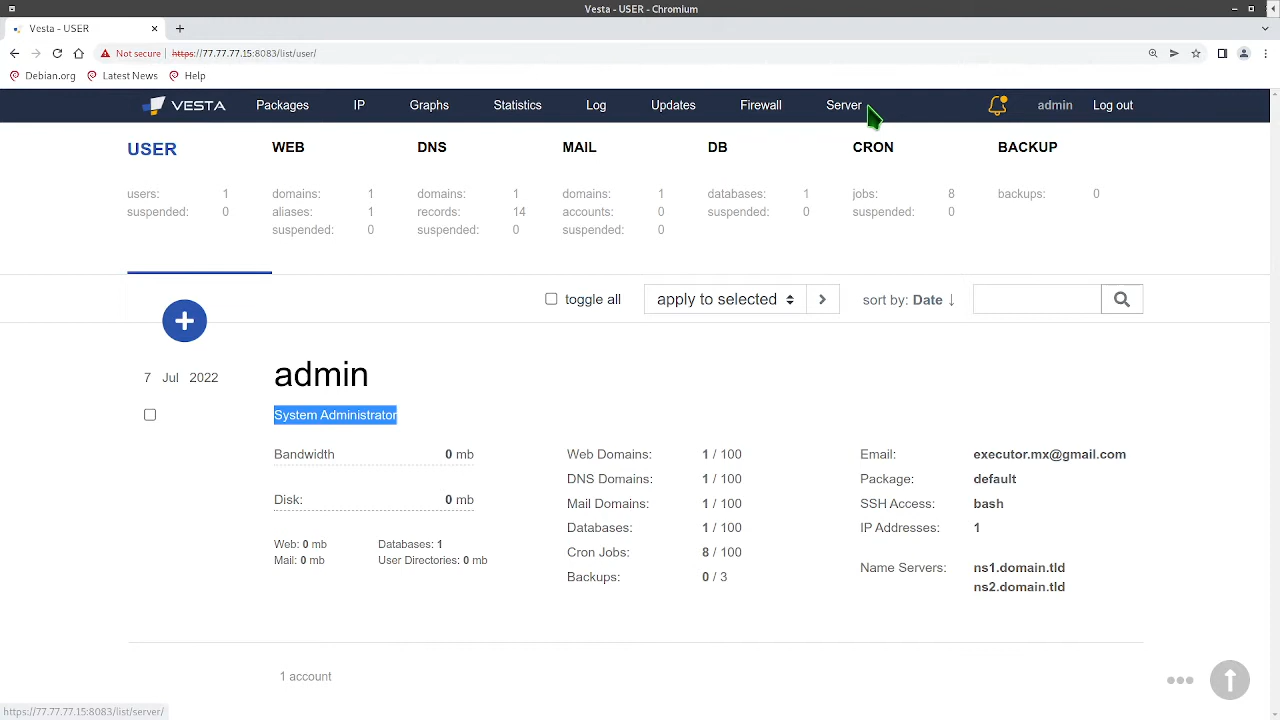 Vesta - USER - Chromium
Vesta - USER
Not secure https://77.77.77.15:8083/list/user/
Debian.org Latest News Help
VESTA Packages IP Graphs Statistics Log Updates Firewall Server admin Log out
USER WEB DNS MAIL DB CRON BACKUP
users: 1 domains: 1 domains: 1 domains: 1 databases: 1 jobs: 8 backups: 0
suspended: 0 aliases: 1 records: 14 accounts: 0 suspended: 0 suspended: 0
suspended: 0 suspended: 0 suspended: 0
toggle all apply to selected sort by: Date ↓
7 Jul 2022 admin
System Administrator
Bandwidth 0 mb Web Domains: 1 / 100 Email: executor.mx@gmail.com
DNS Domains: 1 / 100 Package: default
Disk: 0 mb Mail Domains: 1 / 100 SSH Access: bash
Databases: 1 / 100 IP Addresses: 1
Web: 0 mb Databases: 1 Cron Jobs: 8 / 100
Mail: 0 mb User Directories: 0 mb Name Servers: ns1.domain.tld
Backups: 0 / 3 ns2.domain.tld
1 account
https://77.77.77.15:8083/list/server/